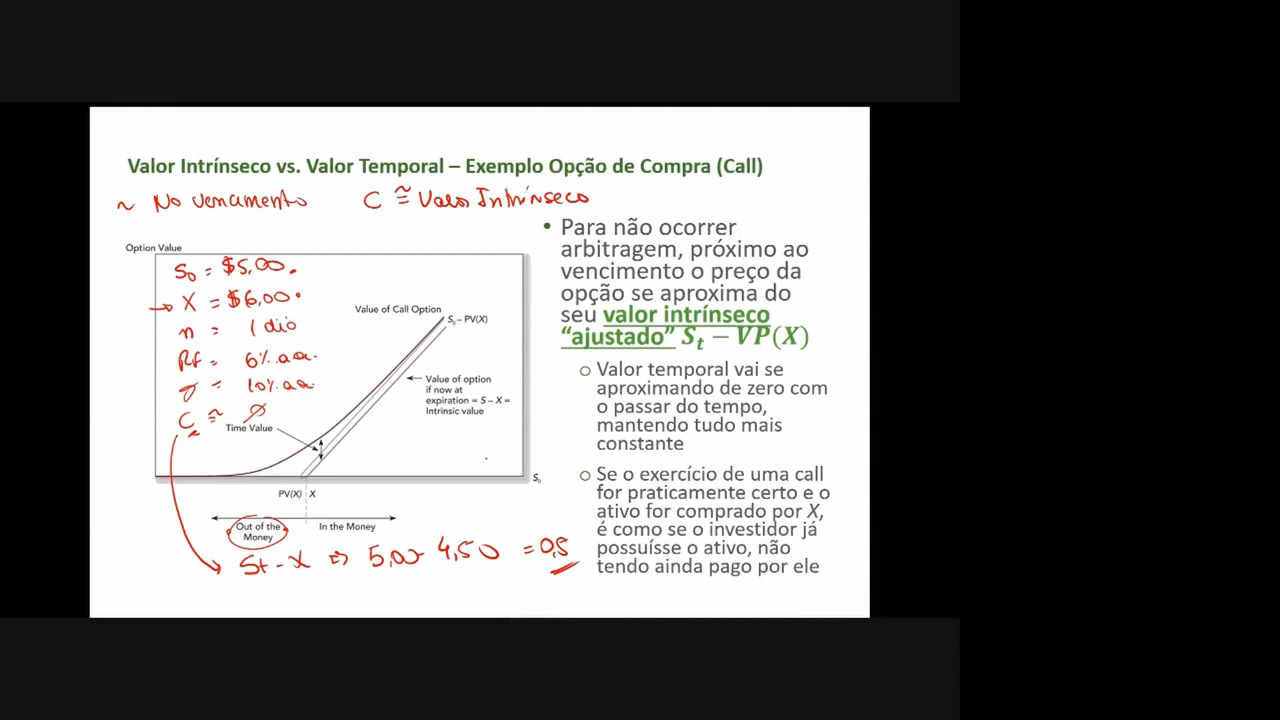 Valor Intrínseco vs. Valor Temporal – Exemplo Opção de Compra (Call)
~ No vencimento C ≅ Valor Intrínseco
Option Value
S₀ = $5,00.
→ X = $6,00.
n = 1 dia
Rf = 6% a.a.
σ = 10% a.a.
C ≅ Ø
Value of Call Option
S₀ – PV(X)
Value of option
if now at
expiration = S – X =
Intrinsic value
Time Value
S₀
PV(X) X
Out of the
Money
In the Money
St - X ⇒ 5,00 - 4,50 = 0,5
• Para não ocorrer
arbitragem, próximo ao
vencimento o preço da
opção se aproxima do
seu valor intrínseco
“ajustado” Sₜ − VP(X)
o Valor temporal vai se
aproximando de zero com
o passar do tempo,
mantendo tudo mais
constante
o Se o exercício de uma call
for praticamente certo e o
ativo for comprado por X,
é como se o investidor já
possuísse o ativo, não
tendo ainda pago por ele